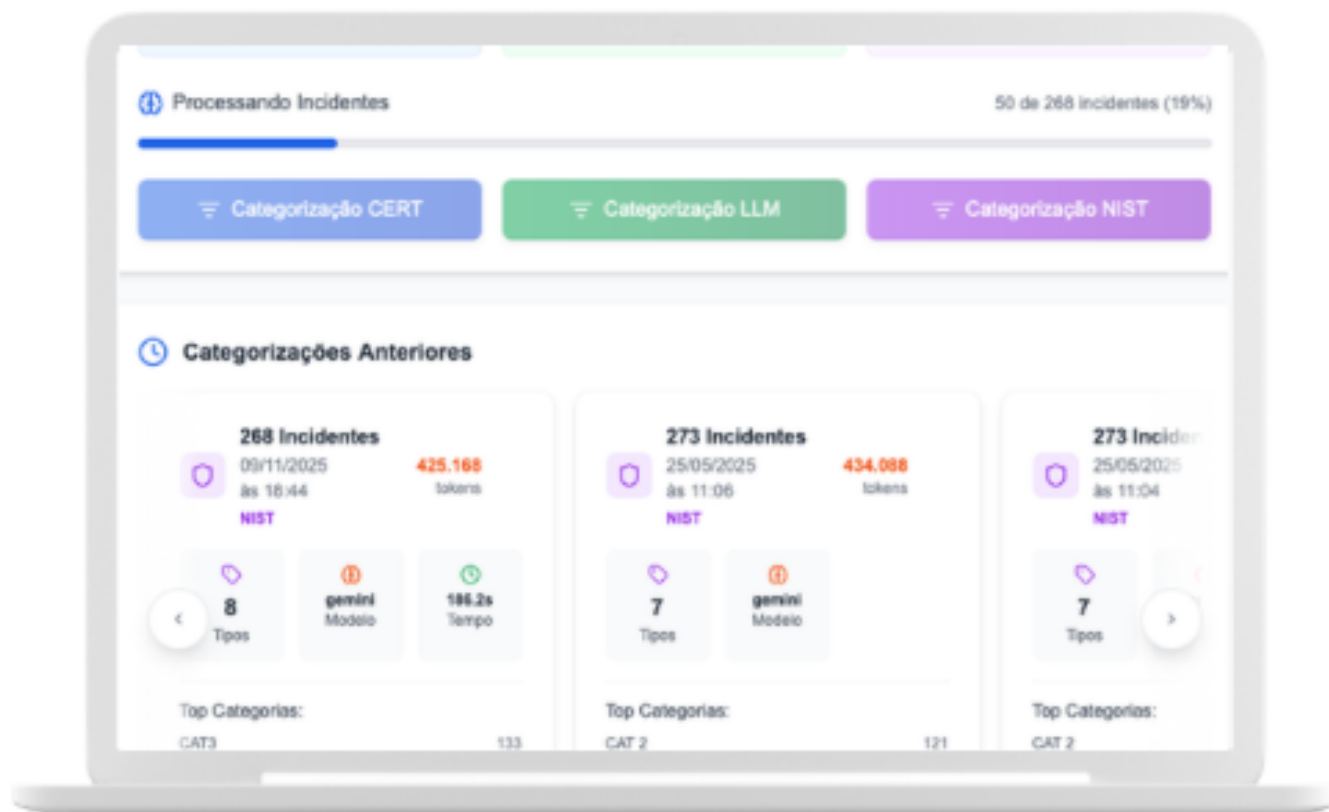 Processando Incidentes
50 de 268 incidentes (19%)
Categorização CERT
Categorização LLM
Categorização NIST
Categorizações Anteriores
268 Incidentes
09/11/2025
às 18:44
NIST
425.168
tokens
8
Tipos
gemini
Modelo
186.2s
Tempo
Top Categorias:
CAT3 133
273 Incidentes
25/05/2025
às 11:06
NIST
434.088
tokens
7
Tipos
gemini
Modelo
Top Categorias:
CAT 2 121
273
25/05/2025
às 11:04
NIST
7
Tipos
Top Categorias:
CAT 2